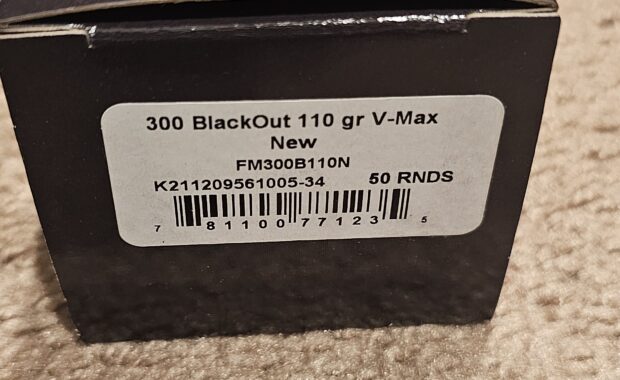 300 BlackOut 110 gr V-Max
New
FM300B110N
K211209561005-34 50 RNDS
7 81100 77123 5